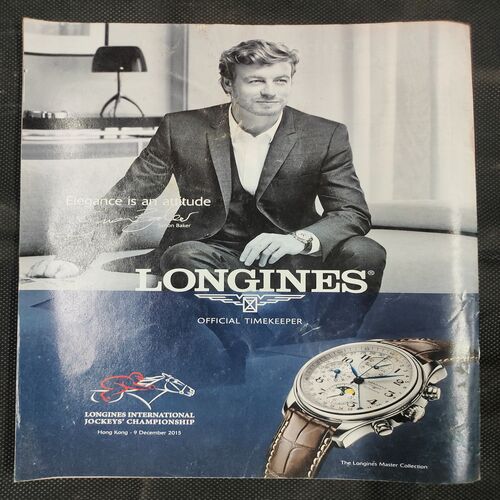 Elegance is an attitude
Simon Baker
LONGINES®
OFFICIAL TIMEKEEPER
LONGINES INTERNATIONAL
JOCKEYS' CHAMPIONSHIP
Hong Kong - 9 December 2015
The Longines Master Collection